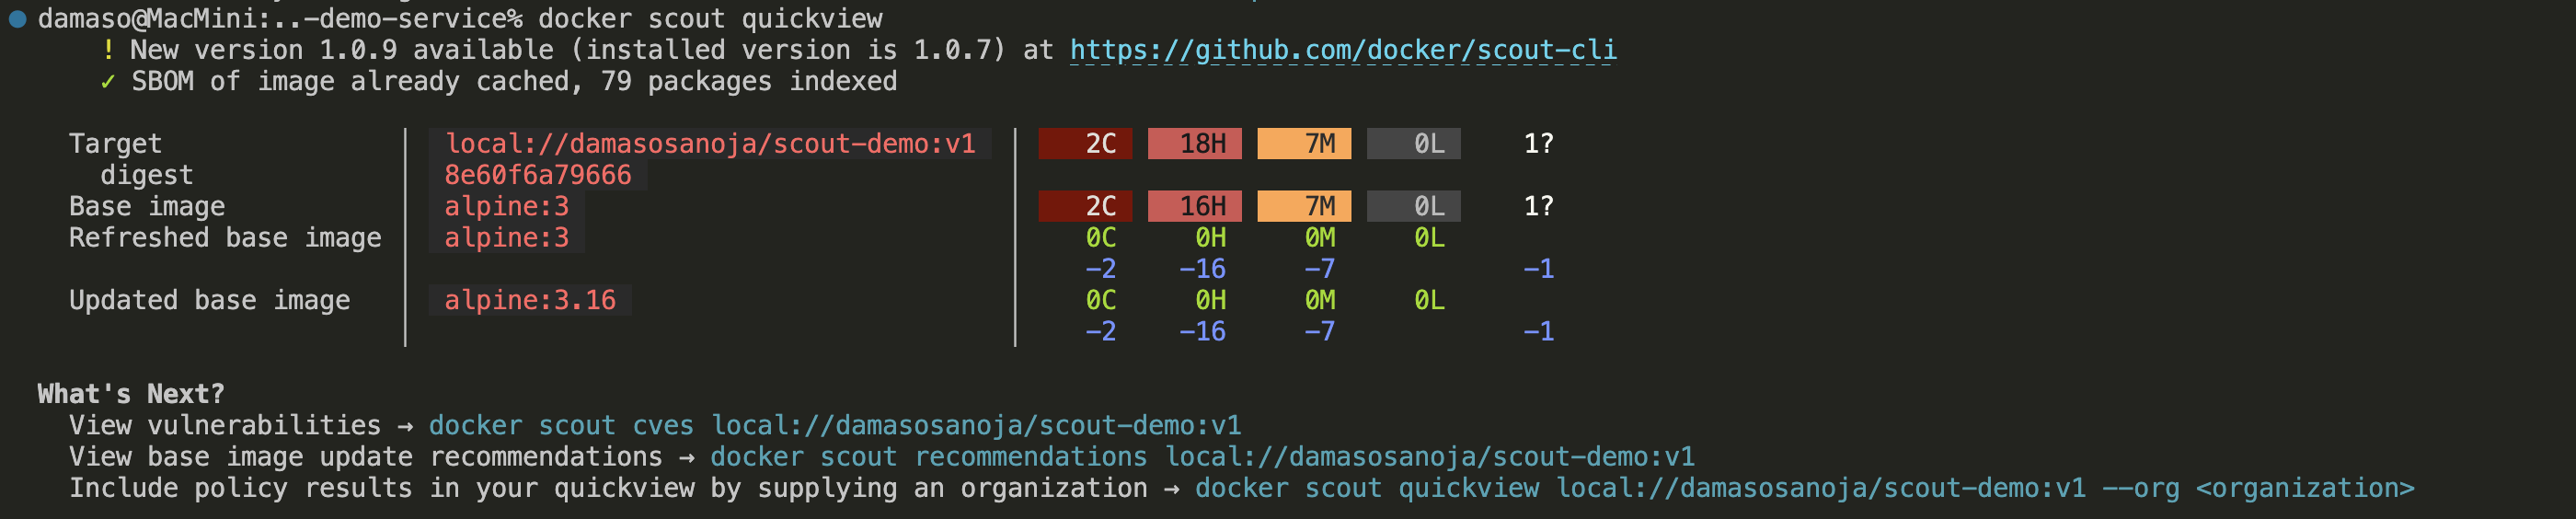 damaso@MacMini:..-demo-service% docker scout quickview
! New version 1.0.9 available (installed version is 1.0.7) at https://github.com/docker/scout-cli
✓ SBOM of image already cached, 79 packages indexed
Target │ local://damasosanoja/scout-demo:v1 │ 2C 18H 7M 0L 1?
digest │ 8e60f6a79666 │
Base image │ alpine:3 │ 2C 16H 7M 0L 1?
Refreshed base image │ alpine:3 │ 0C 0H 0M 0L
│ │ -2 -16 -7 -1
Updated base image │ alpine:3.16 │ 0C 0H 0M 0L
│ │ -2 -16 -7 -1
What's Next?
View vulnerabilities → docker scout cves local://damasosanoja/scout-demo:v1
View base image update recommendations → docker scout recommendations local://damasosanoja/scout-demo:v1
Include policy results in your quickview by supplying an organization → docker scout quickview local://damasosanoja/scout-demo:v1 --org <organization>